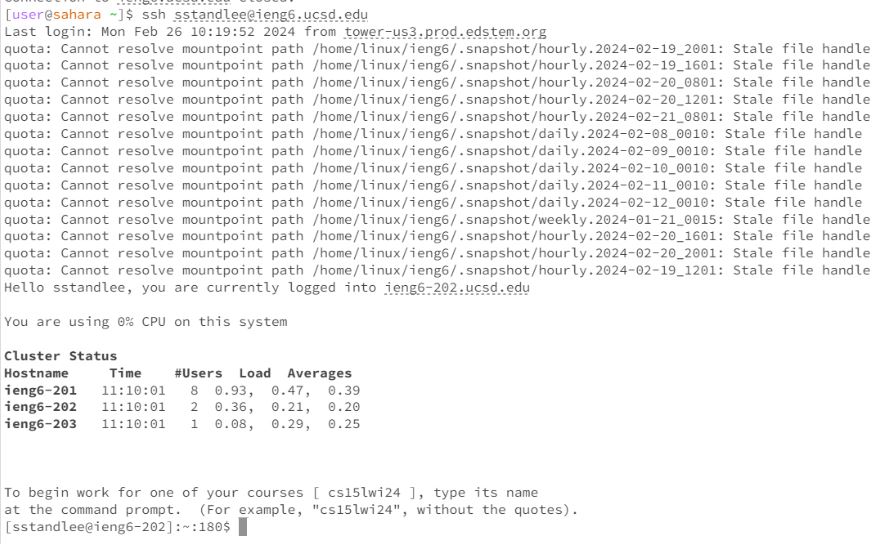 Connection to ieng6.ucsd.edu closed.
[user@sahara ~]$ ssh sstandlee@ieng6.ucsd.edu
Last login: Mon Feb 26 10:19:52 2024 from tower-us3.prod.edstem.org
quota: Cannot resolve mountpoint path /home/linux/ieng6/.snapshot/hourly.2024-02-19_2001: Stale file handle
quota: Cannot resolve mountpoint path /home/linux/ieng6/.snapshot/hourly.2024-02-19_1601: Stale file handle
quota: Cannot resolve mountpoint path /home/linux/ieng6/.snapshot/hourly.2024-02-20_0801: Stale file handle
quota: Cannot resolve mountpoint path /home/linux/ieng6/.snapshot/hourly.2024-02-20_1201: Stale file handle
quota: Cannot resolve mountpoint path /home/linux/ieng6/.snapshot/hourly.2024-02-21_0801: Stale file handle
quota: Cannot resolve mountpoint path /home/linux/ieng6/.snapshot/daily.2024-02-08_0010: Stale file handle
quota: Cannot resolve mountpoint path /home/linux/ieng6/.snapshot/daily.2024-02-09_0010: Stale file handle
quota: Cannot resolve mountpoint path /home/linux/ieng6/.snapshot/daily.2024-02-10_0010: Stale file handle
quota: Cannot resolve mountpoint path /home/linux/ieng6/.snapshot/daily.2024-02-11_0010: Stale file handle
quota: Cannot resolve mountpoint path /home/linux/ieng6/.snapshot/daily.2024-02-12_0010: Stale file handle
quota: Cannot resolve mountpoint path /home/linux/ieng6/.snapshot/weekly.2024-01-21_0015: Stale file handle
quota: Cannot resolve mountpoint path /home/linux/ieng6/.snapshot/hourly.2024-02-20_1601: Stale file handle
quota: Cannot resolve mountpoint path /home/linux/ieng6/.snapshot/hourly.2024-02-20_2001: Stale file handle
quota: Cannot resolve mountpoint path /home/linux/ieng6/.snapshot/hourly.2024-02-19_1201: Stale file handle
Hello sstandlee, you are currently logged into ieng6-202.ucsd.edu
You are using 0% CPU on this system
Cluster Status
Hostname     Time    #Users  Load  Averages
ieng6-201   11:10:01   8  0.93,  0.47,  0.39
ieng6-202   11:10:01   2  0.36,  0.21,  0.20
ieng6-203   11:10:01   1  0.08,  0.29,  0.25
To begin work for one of your courses [ cs15lwi24 ], type its name
at the command prompt.  (For example, "cs15lwi24", without the quotes).
[sstandlee@ieng6-202]:~:180$